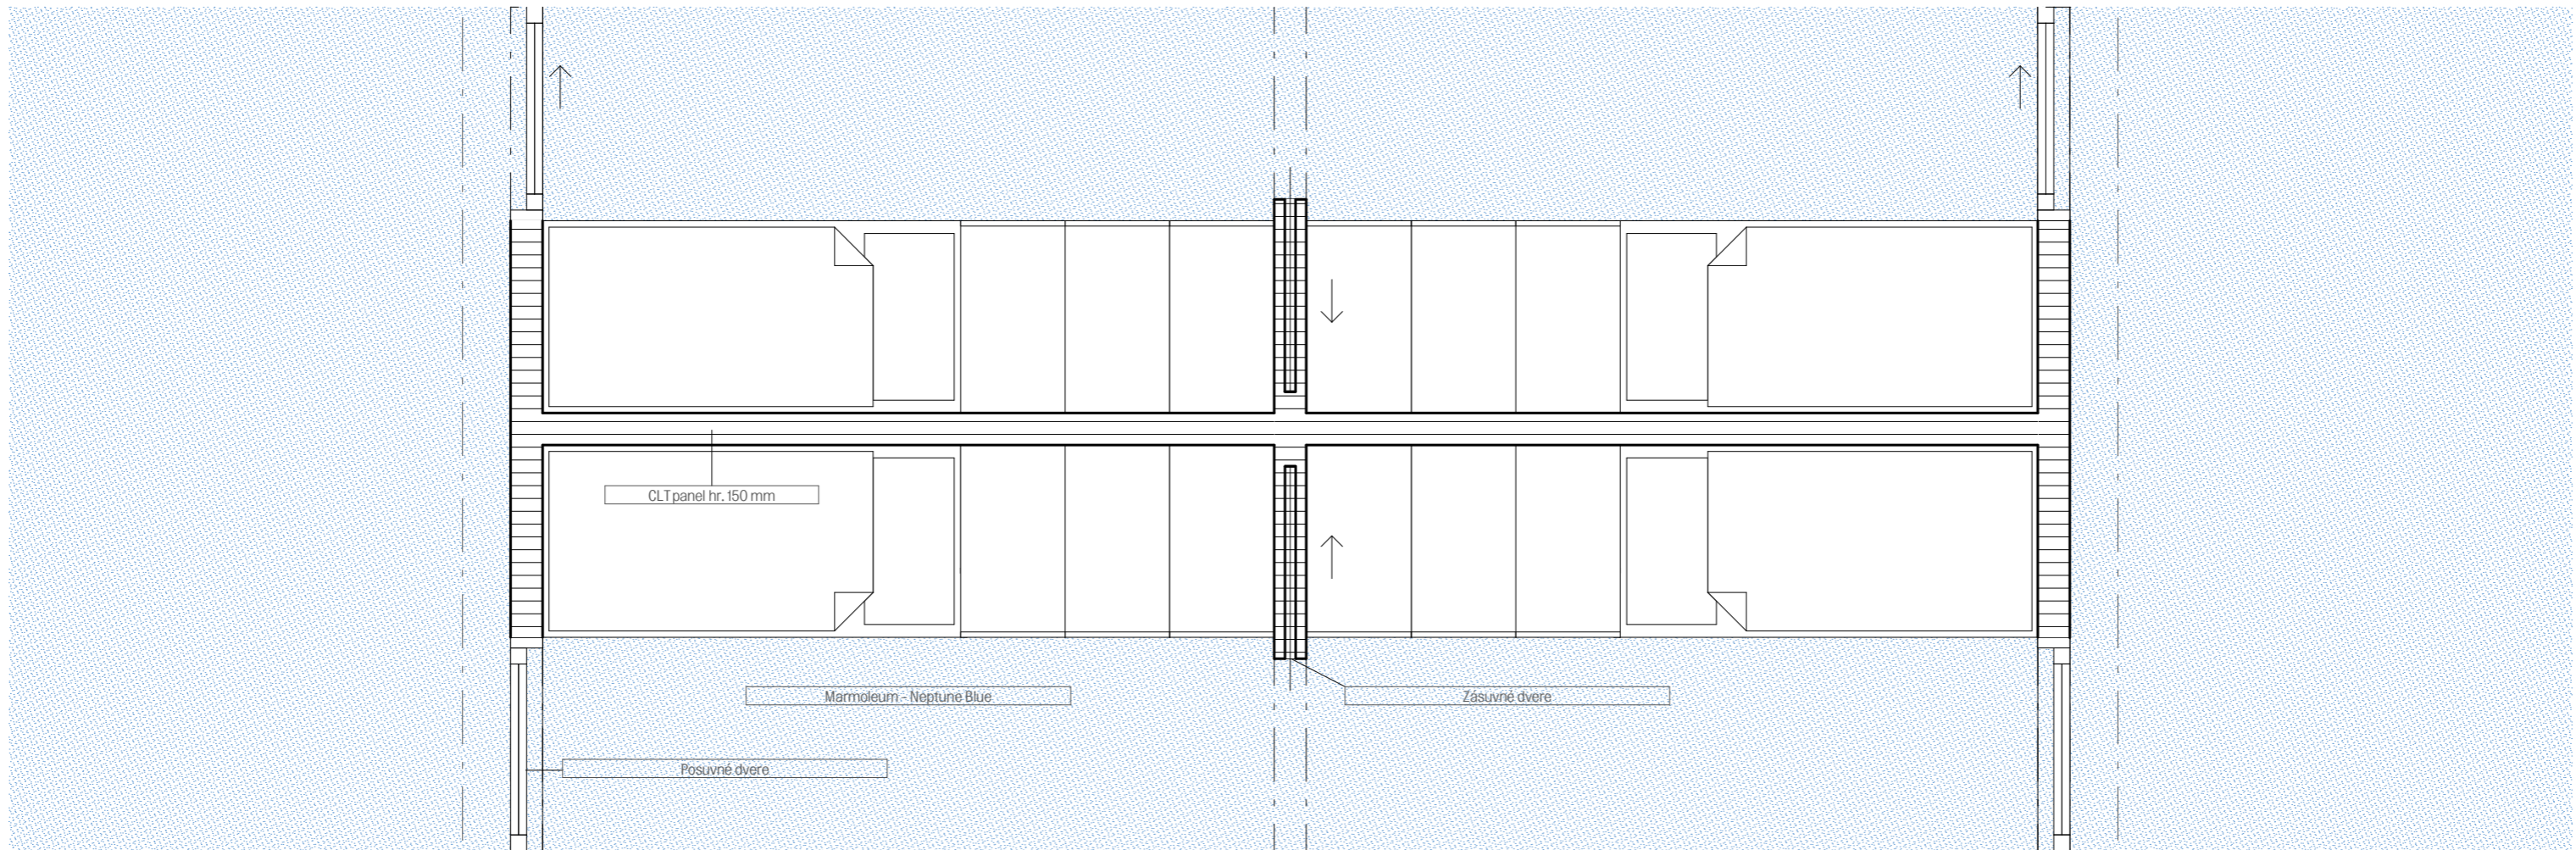 CLT panel hr. 150 mm
Marmoleum - Neptune Blue
Zásuvné dvere
Posuvné dvere